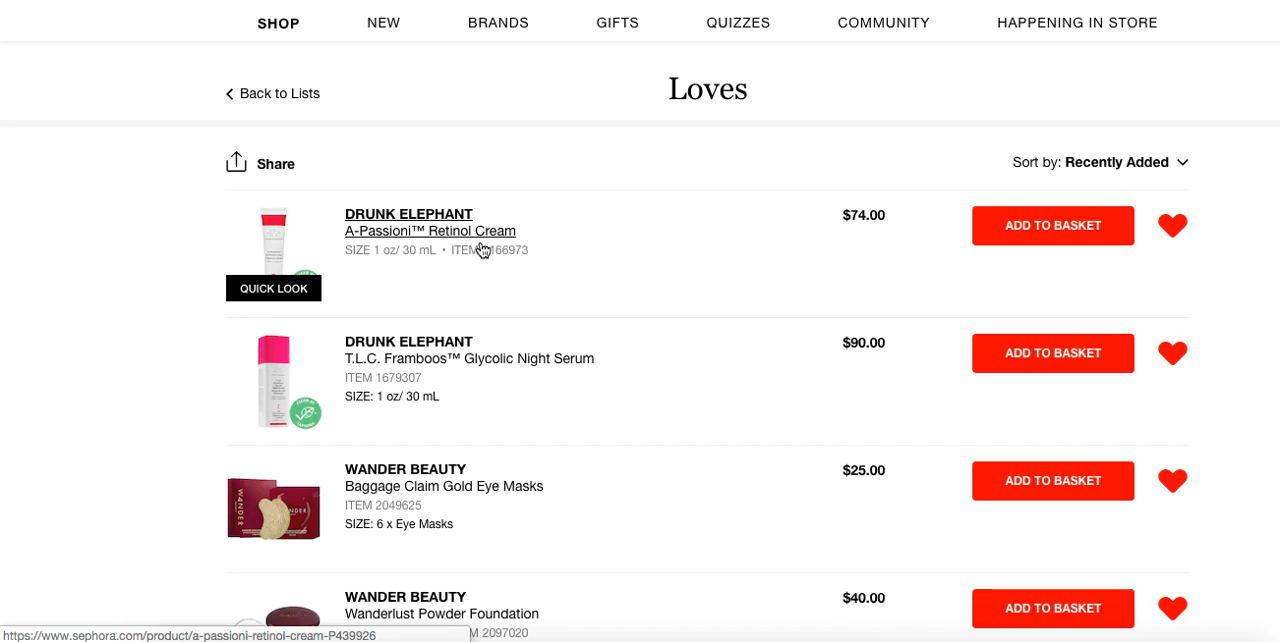 SHOP NEW BRANDS GIFTS QUIZZES COMMUNITY HAPPENING IN STORE
Back to Lists
Loves
Share
Sort by: Recently Added
DRUNK ELEPHANT
A-Passioni™ Retinol Cream
SIZE 1 oz/ 30 mL • ITEM 166973
$74.00
ADD TO BASKET
QUICK LOOK
DRUNK ELEPHANT
T.L.C. Framboos™ Glycolic Night Serum
ITEM 1679307
SIZE: 1 oz/ 30 mL
$90.00
ADD TO BASKET
WANDER BEAUTY
Baggage Claim Gold Eye Masks
ITEM 2049625
SIZE: 6 x Eye Masks
$25.00
ADD TO BASKET
WANDER
WANDER BEAUTY
Wanderlust Powder Foundation
2097020
$40.00
ADD TO BASKET
https://www.sephora.com/product/a-passioni-retinol-cream-P439926